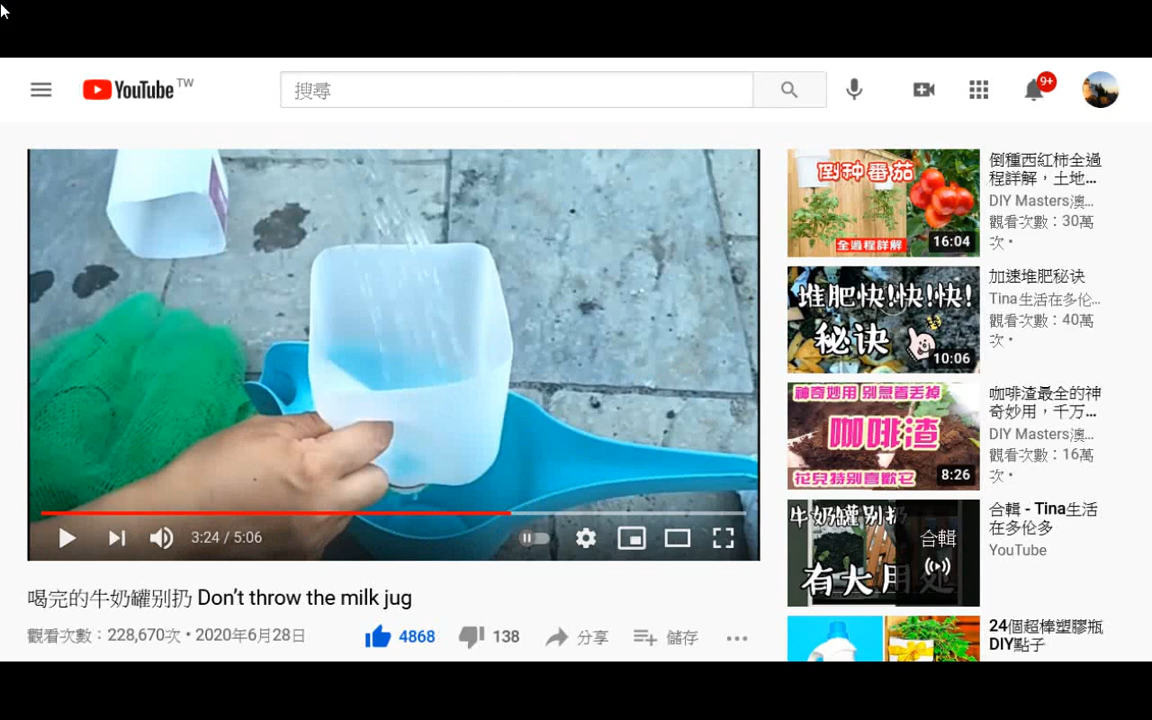 YouTube TW
搜尋
9+
3:24 / 5:06
喝完的牛奶罐别扔 Don't throw the milk jug
觀看次數：228,670次 • 2020年6月28日
4868
138
分享
儲存
倒种番茄
全過程詳解
16:04
倒種西紅柿全過
程詳解，土地...
DIY Masters澳...
觀看次數：30萬
次 •
堆肥快!快!快!
秘诀
10:06
加速堆肥秘诀
Tina生活在多伦...
觀看次數：40萬
次 •
神奇妙用 别急着丢掉
咖啡渣
花兒特别喜歡它
8:26
咖啡渣最全的神
奇妙用，千万...
DIY Masters澳...
觀看次數：16萬
次 •
牛奶罐别扔
有大用处
合輯
合輯 - Tina生活
在多伦多
YouTube
24個超棒塑膠瓶
DIY點子